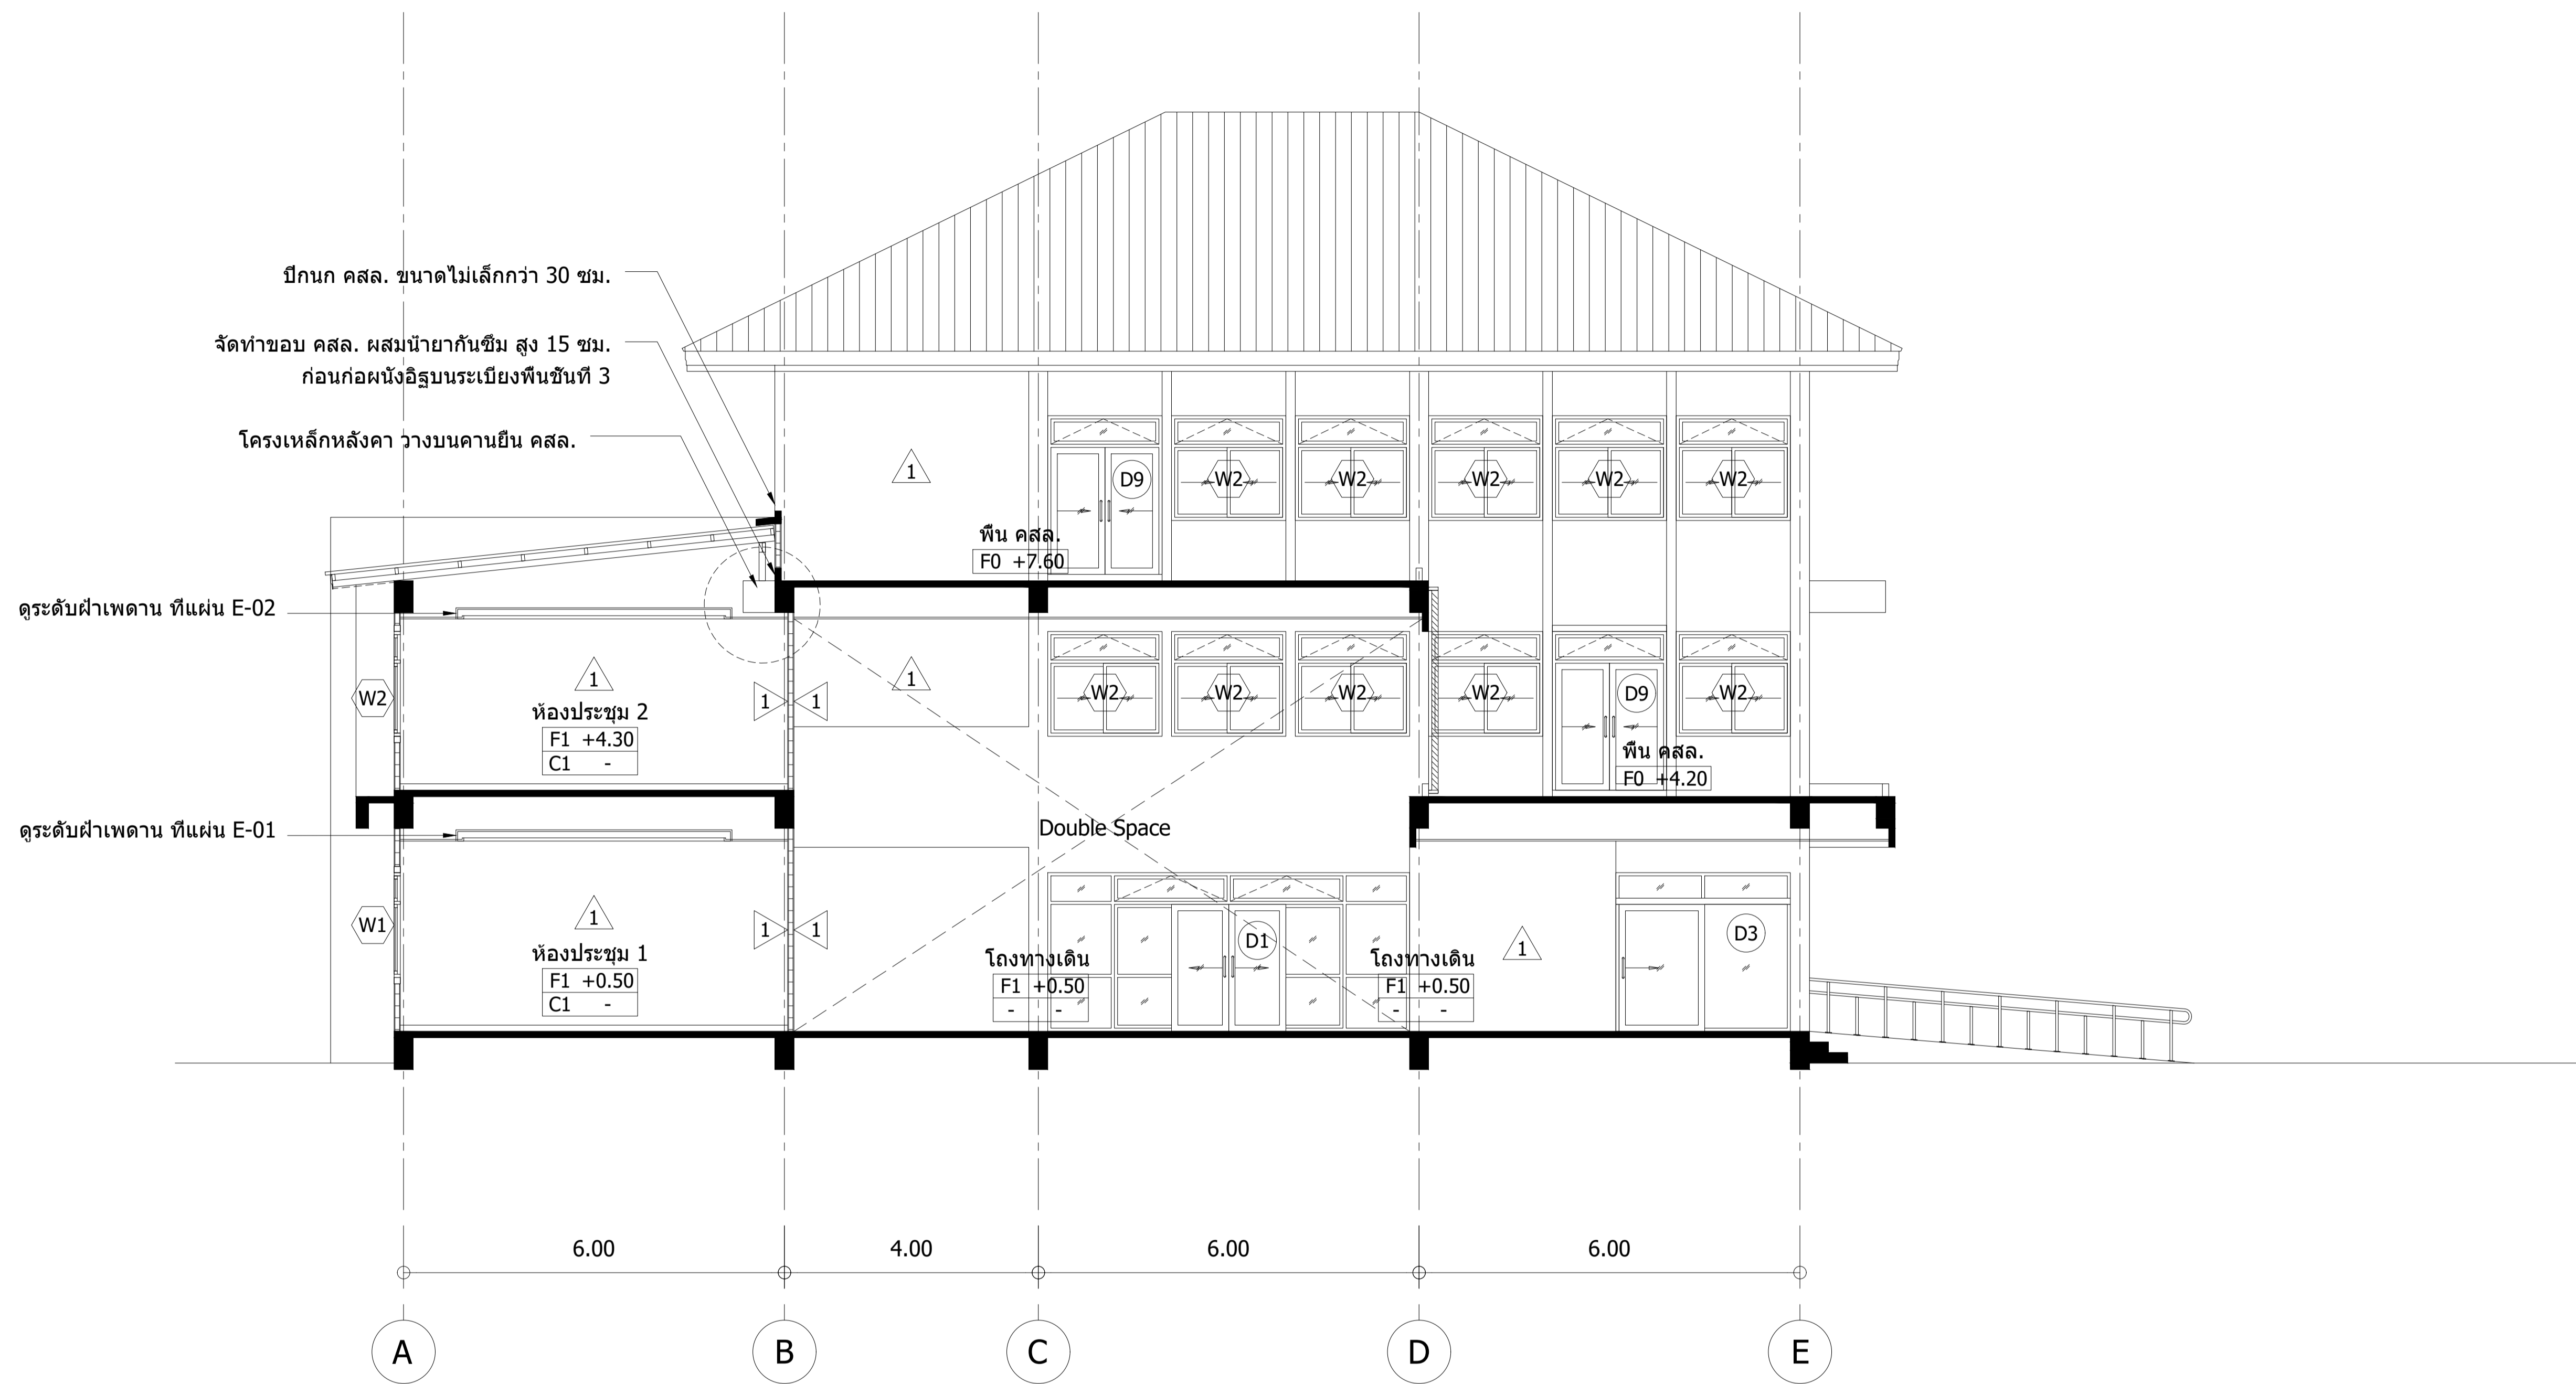 ปีกนก คสล. ขนาดไม่เล็กกว่า 30 ซม.
จัดทำขอบ คสล. ผสมน้ำยากันซึม สูง 15 ซม.
ก่อนก่อผนังอิฐบนระเบียงพื้นชั้นที่ 3
โครงเหล็กหลังคา วางบนคานยื่น คสล.
1
D9
W2
W2
W2
W2
W2
พื้น คสล.
F0 +7.60
ดูระดับฝ้าเพดาน ที่แผ่น E-02
W2
1
ห้องประชุม 2
F1 +4.30
C1 -
1
1
1
W2
W2
W2
W2
D9
W2
พื้น คสล.
F0 +4.20
ดูระดับฝ้าเพดาน ที่แผ่น E-01
Double Space
W1
1
ห้องประชุม 1
F1 +0.50
C1 -
1
1
D1
โถงทางเดิน
F1 +0.50
- -
โถงทางเดิน
F1 +0.50
- -
1
D3
6.00
4.00
6.00
6.00
A
B
C
D
E